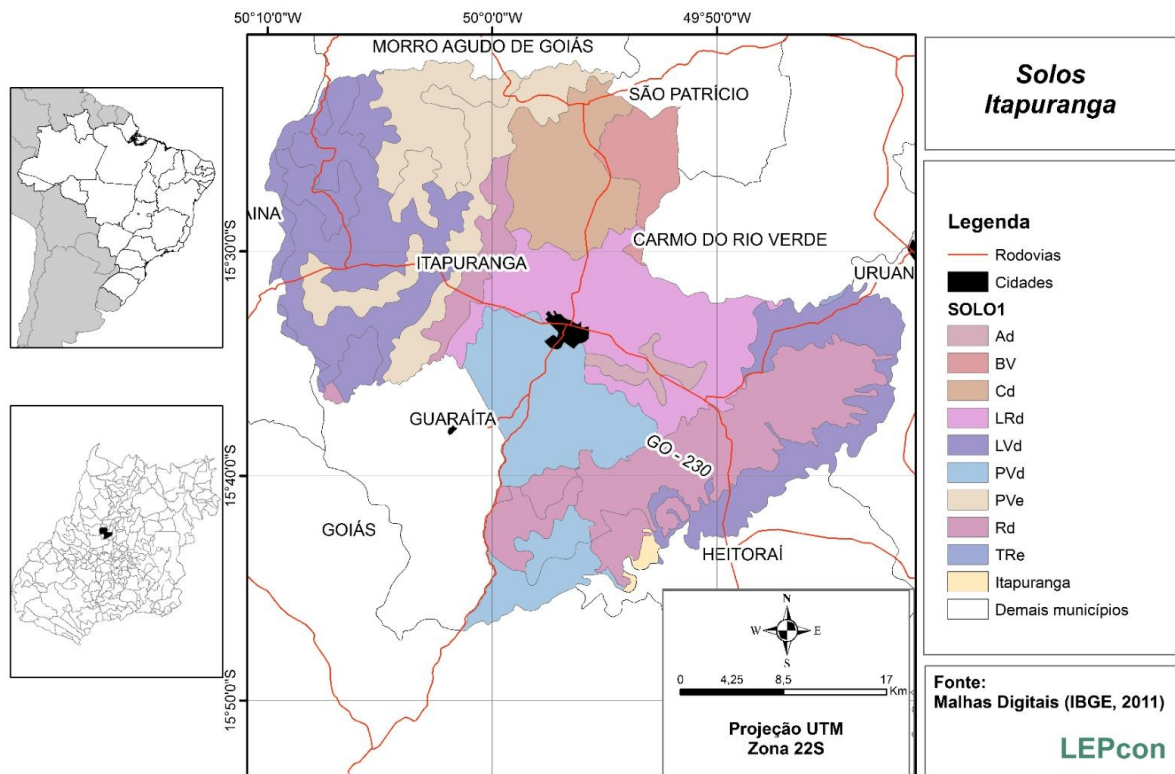 50°10'0"W
50°0'0"W
49°50'0"W
MORRO AGUDO DE GOIÁS
SÃO PATRÍCIO
AINA
CARMO DO RIO VERDE
ITAPURANGA
URUAN
GUARAÍTA
GO - 230
GOIÁS
HEITORAÍ
15°30'0"S
15°40'0"S
15°50'0"S
N
W E
S
0 4,25 8,5 17
Km
Projeção UTM
Zona 22S
Solos
Itapuranga
Legenda
Rodovias
Cidades
SOLO1
Ad
BV
Cd
LRd
LVd
PVd
PVe
Rd
TRe
Itapuranga
Demais municípios
Fonte:
Malhas Digitais (IBGE, 2011)
LEPcon